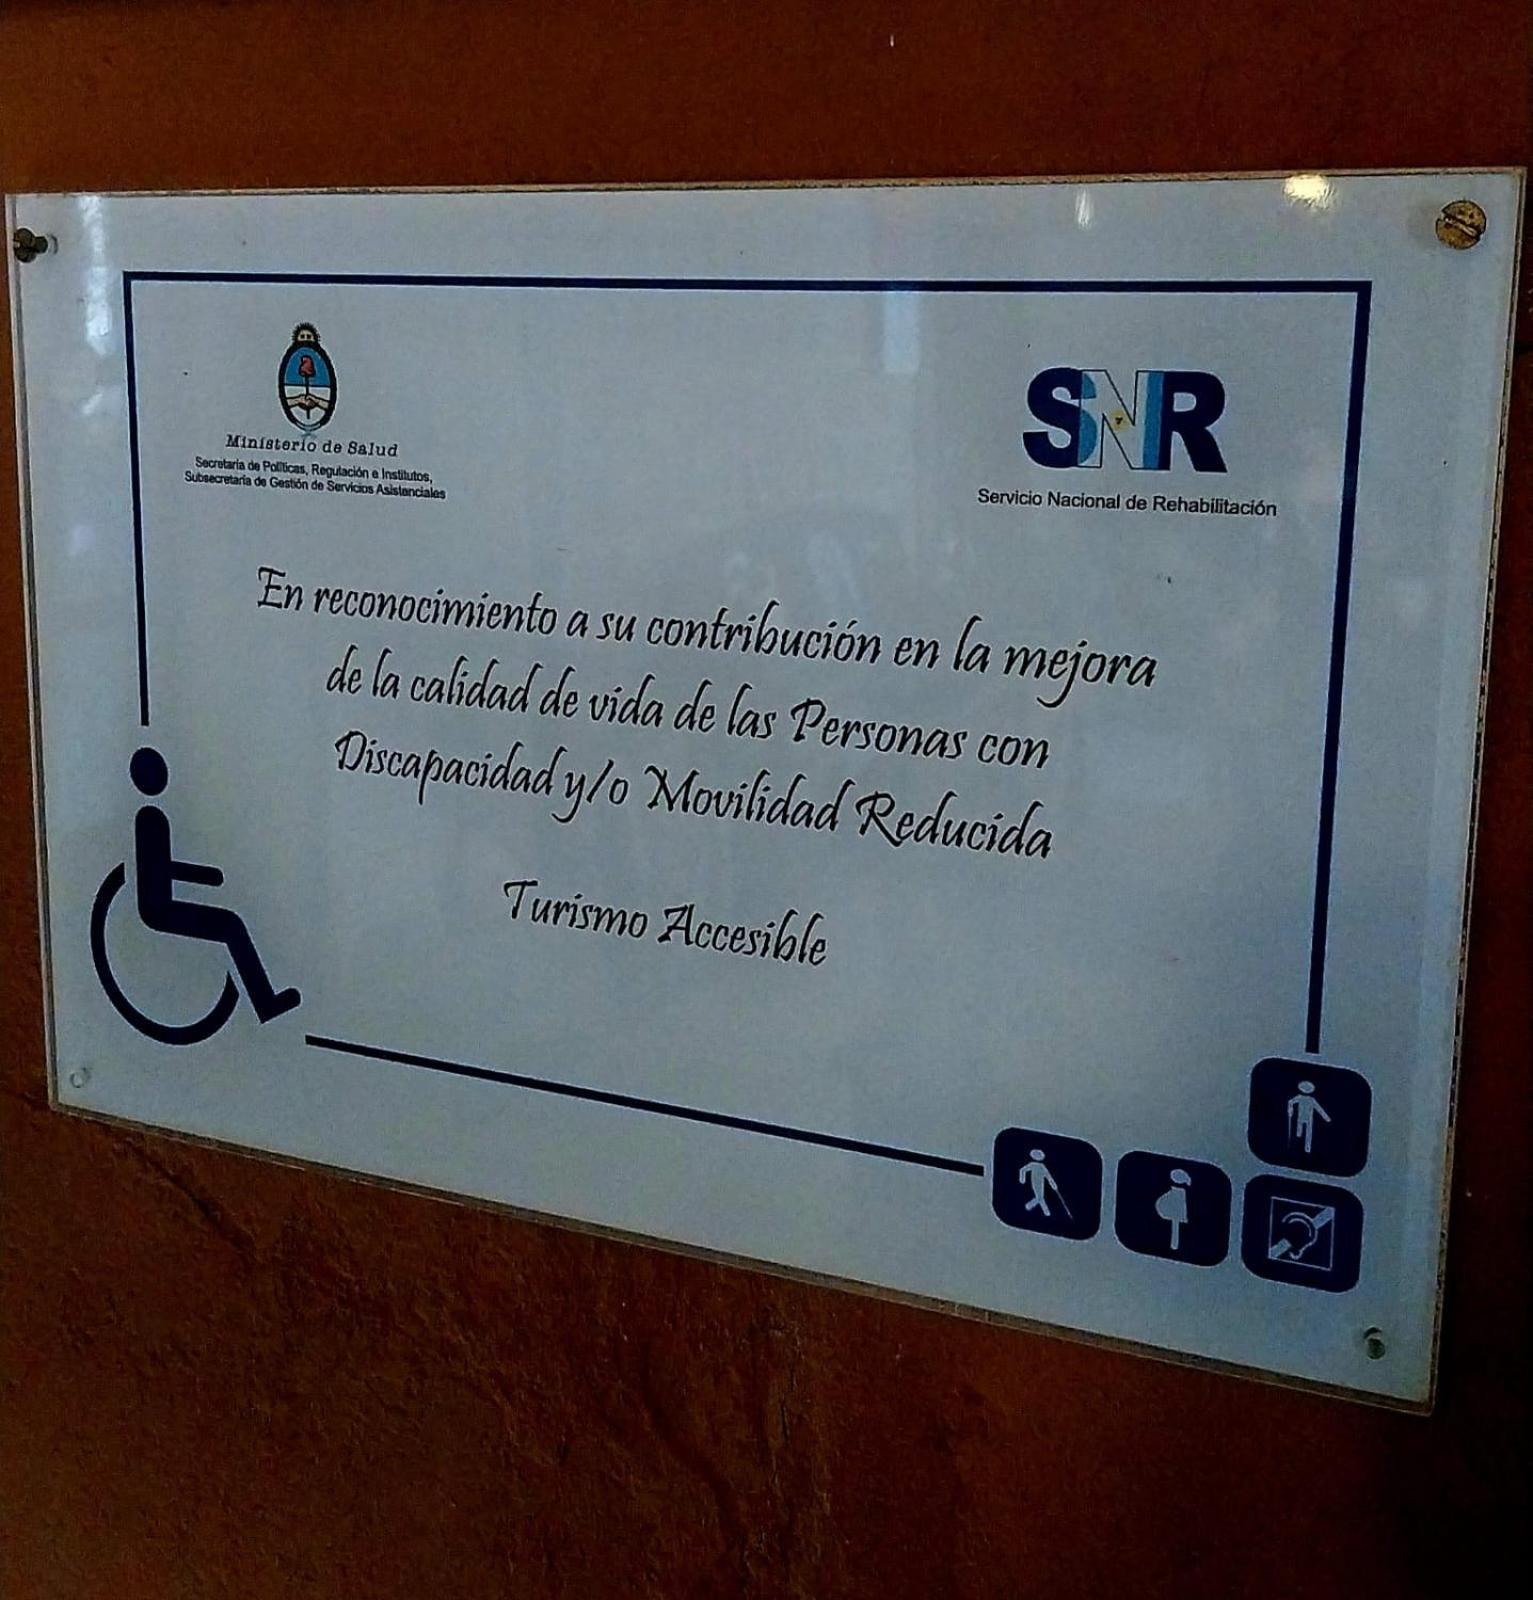 Ministerio de Salud
Secretaría de Políticas, Regulación e Institutos,
Subsecretaría de Gestión de Servicios Asistenciales
SNR
Servicio Nacional de Rehabilitación
En reconocimiento a su contribución en la mejora
de la calidad de vida de las Personas con
Discapacidad y/o Movilidad Reducida
Turismo Accesible